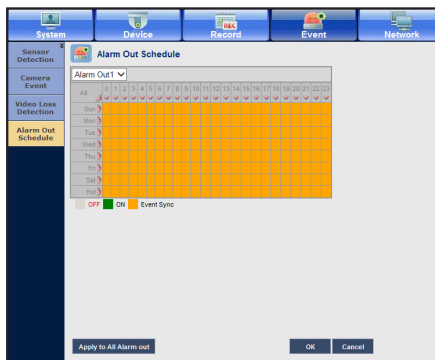 System Device Record Event Network
REC
Sensor Detection
Camera Event
Video Loss Detection
Alarm Out Schedule
Alarm Out Schedule
Alarm Out1
All 0 1 2 3 4 5 6 7 8 9 10 11 12 13 14 15 16 17 18 19 20 21 22 23
Sun
Mon
Tue
Wed
Thu
Fri
Sat
Hol
OFF ON Event Sync
Apply to All Alarm out OK Cancel